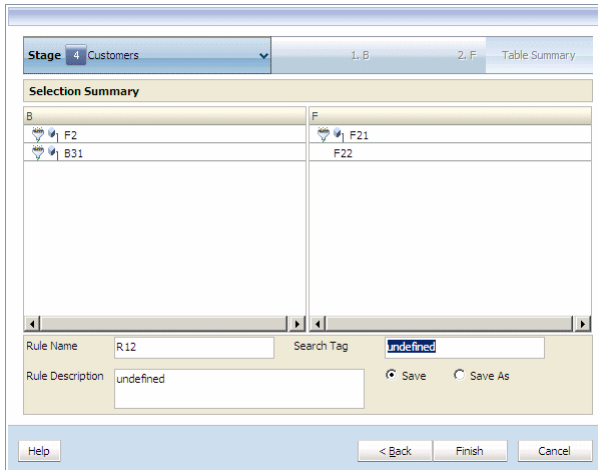 Stage 4 Customers 1. B 2. F Table Summary
Selection Summary
B F
F2 F21
B31 F22
Rule Name R12 Search Tag undefined
Rule Description undefined Save Save As
Help < Back Finish Cancel